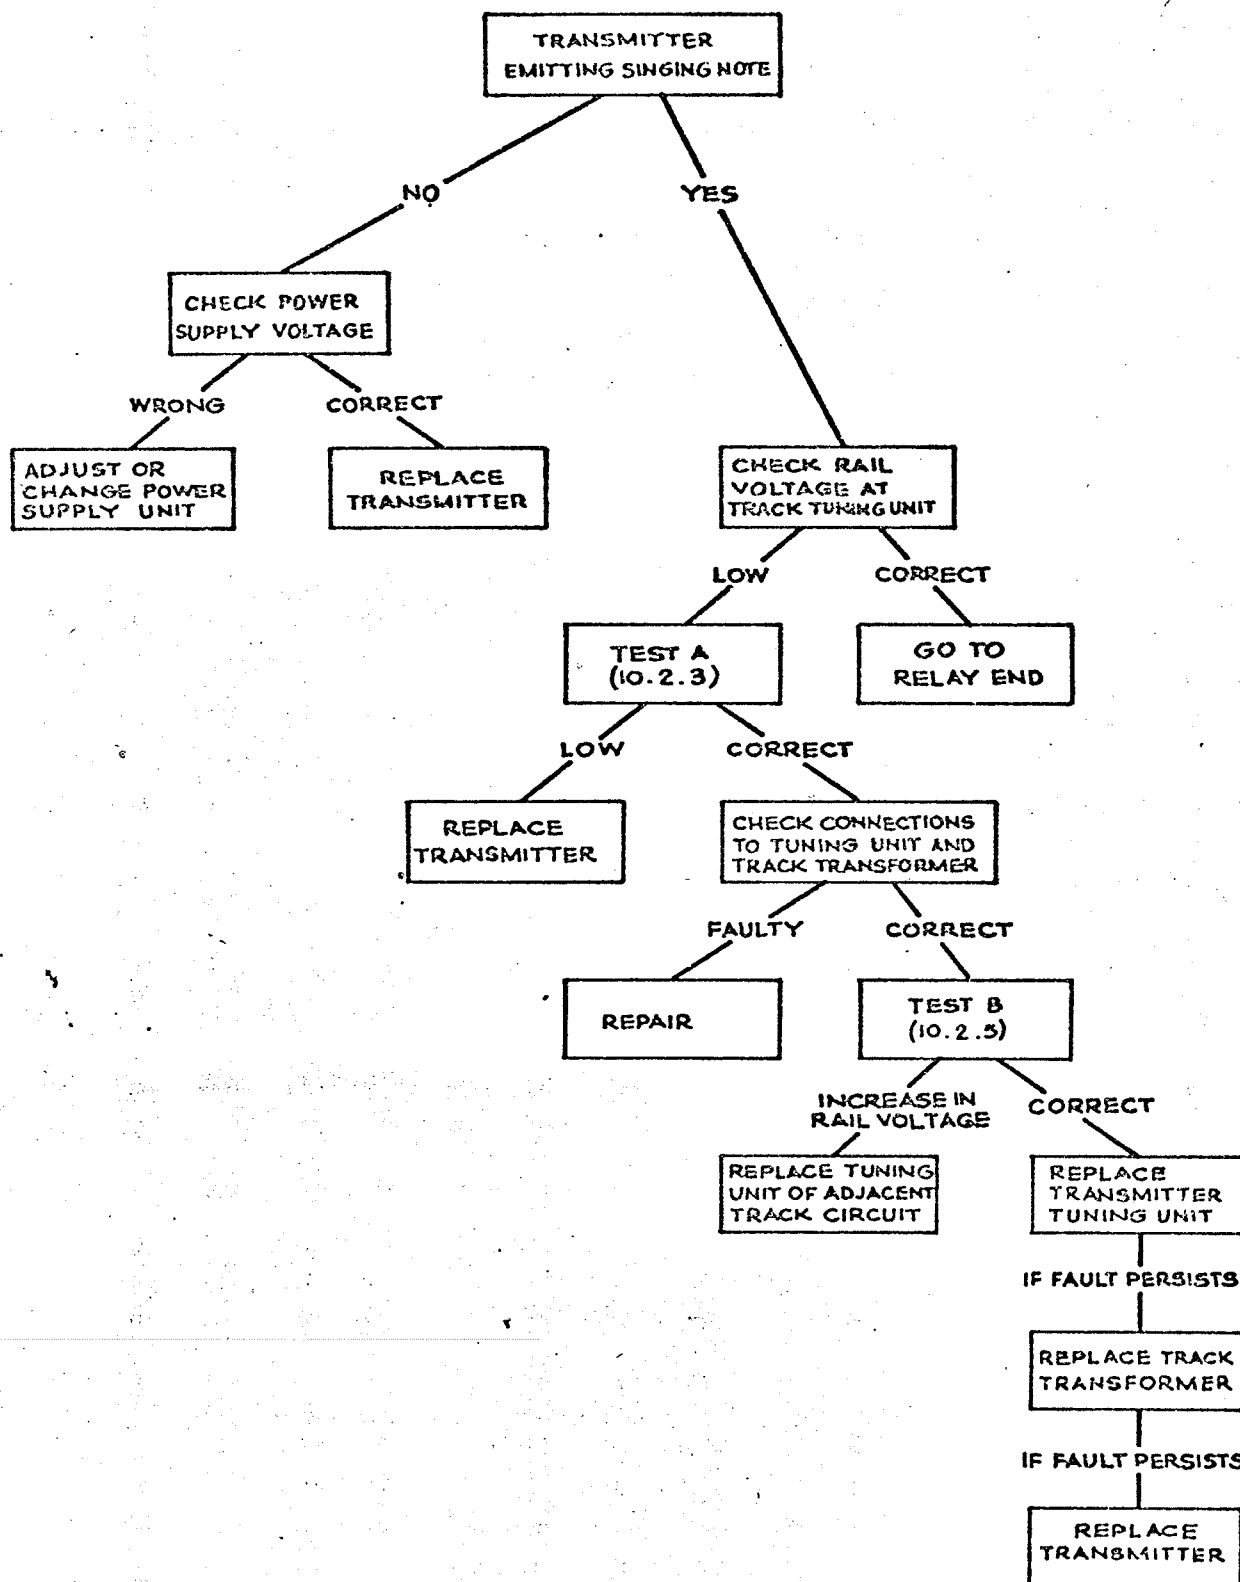 TRANSMITTER
EMITTING SINGING NOTE
NO
YES
CHECK POWER
SUPPLY VOLTAGE
WRONG
CORRECT
ADJUST OR
CHANGE POWER
SUPPLY UNIT
REPLACE
TRANSMITTER
CHECK RAIL
VOLTAGE AT
TRACK TUNING UNIT
LOW
CORRECT
TEST A
(10.2.3)
GO TO
RELAY END
LOW
CORRECT
REPLACE
TRANSMITTER
CHECK CONNECTIONS
TO TUNING UNIT AND
TRACK TRANSFORMER
FAULTY
CORRECT
REPAIR
TEST B
(10.2.5)
INCREASE IN
RAIL VOLTAGE
CORRECT
REPLACE TUNING
UNIT OF ADJACENT
TRACK CIRCUIT
REPLACE
TRANSMITTER
TUNING UNIT
IF FAULT PERSISTS
REPLACE TRACK
TRANSFORMER
IF FAULT PERSISTS
REPLACE
TRANSMITTER